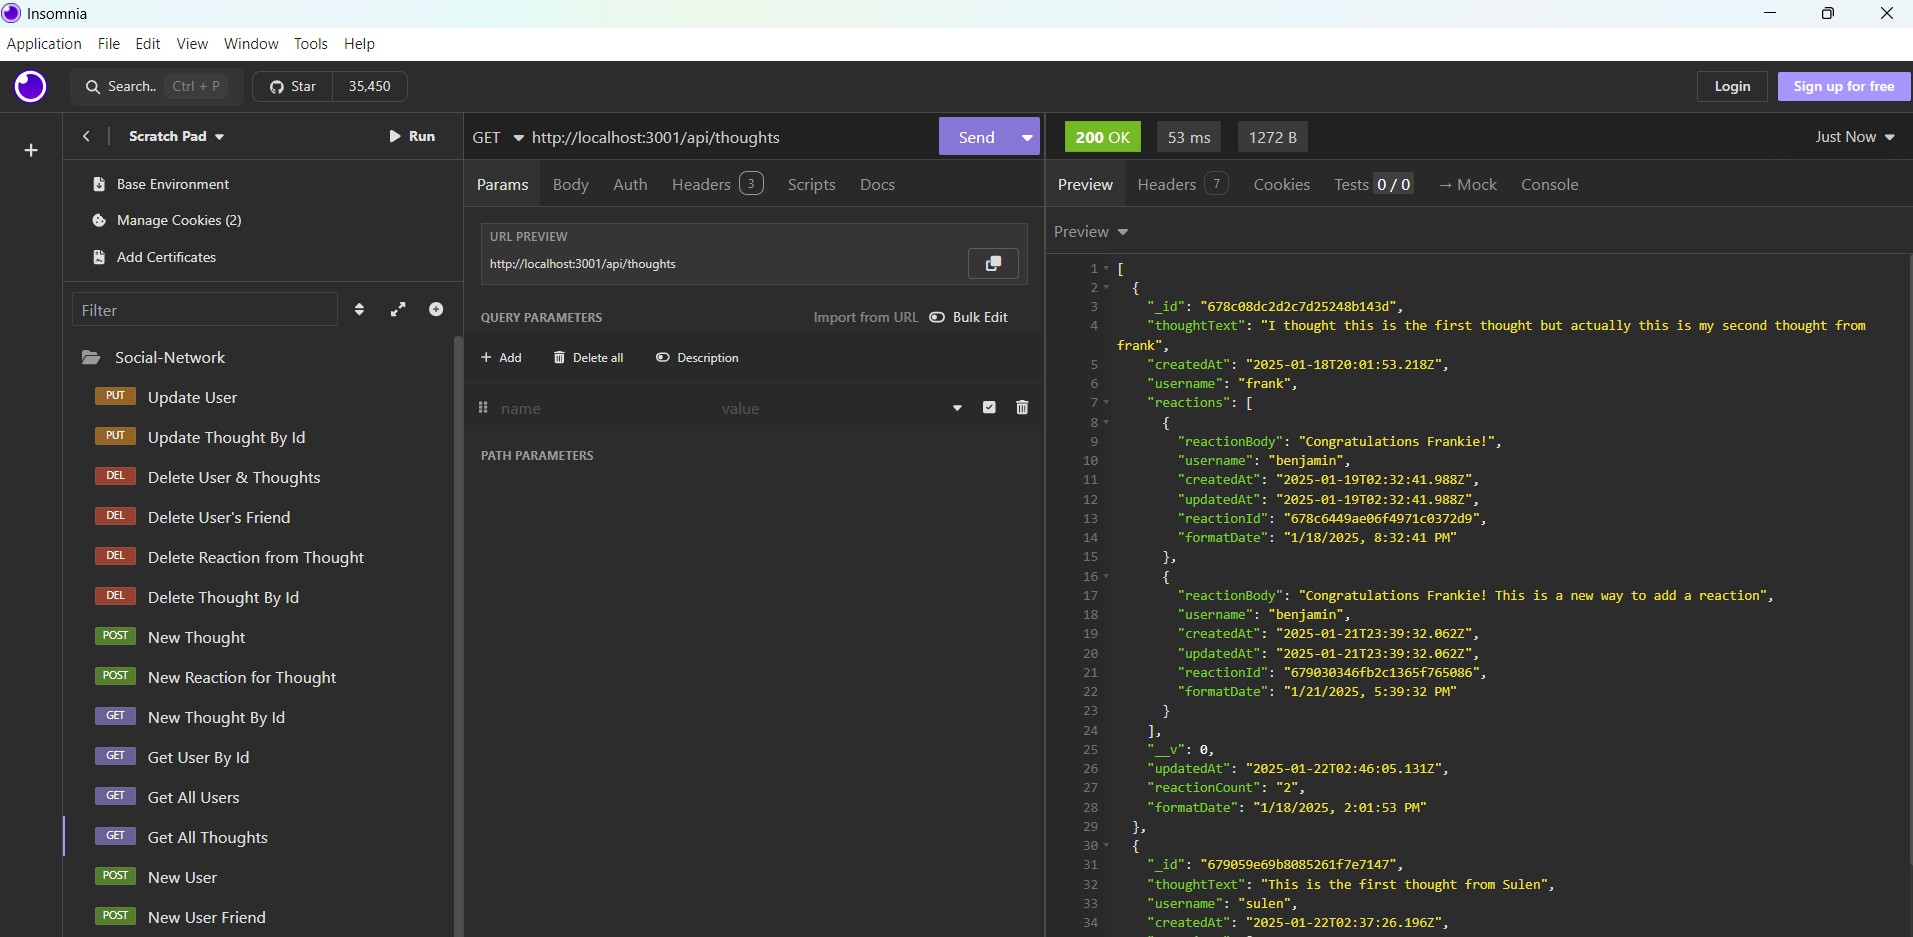 Insomnia
Application File Edit View Window Tools Help
Search.. Ctrl + P Star 35,450 Login Sign up for free
Scratch Pad Run
Base Environment
Manage Cookies (2)
Add Certificates
Filter
Social-Network
PUT Update User
PUT Update Thought By Id
DEL Delete User & Thoughts
DEL Delete User's Friend
DEL Delete Reaction from Thought
DEL Delete Thought By Id
POST New Thought
POST New Reaction for Thought
GET New Thought By Id
GET Get User By Id
GET Get All Users
GET Get All Thoughts
POST New User
POST New User Friend
GET http://localhost:3001/api/thoughts Send
Params Body Auth Headers 3 Scripts Docs
URL PREVIEW
http://localhost:3001/api/thoughts
QUERY PARAMETERS Import from URL Bulk Edit
+ Add Delete all Description
name value
PATH PARAMETERS
200 OK 53 ms 1272 B Just Now
Preview Headers 7 Cookies Tests 0 / 0 → Mock Console
Preview
1 [
2 {
3 "_id": "678c08dc2d2c7d25248b143d",
4 "thoughtText": "I thought this is the first thought but actually this is my second thought from
frank",
5 "createdAt": "2025-01-18T20:01:53.218Z",
6 "username": "frank",
7 "reactions": [
8 {
9 "reactionBody": "Congratulations Frankie!",
10 "username": "benjamin",
11 "createdAt": "2025-01-19T02:32:41.988Z",
12 "updatedAt": "2025-01-19T02:32:41.988Z",
13 "reactionId": "678c6449ae06f4971c0372d9",
14 "formatDate": "1/18/2025, 8:32:41 PM"
15 },
16 {
17 "reactionBody": "Congratulations Frankie! This is a new way to add a reaction",
18 "username": "benjamin",
19 "createdAt": "2025-01-21T23:39:32.062Z",
20 "updatedAt": "2025-01-21T23:39:32.062Z",
21 "reactionId": "679030346fb2c1365f765086",
22 "formatDate": "1/21/2025, 5:39:32 PM"
23 }
24 ],
25 "__v": 0,
26 "updatedAt": "2025-01-22T02:46:05.131Z",
27 "reactionCount": "2",
28 "formatDate": "1/18/2025, 2:01:53 PM"
29 },
30 {
31 "_id": "679059e69b8085261f7e7147",
32 "thoughtText": "This is the first thought from Sulen",
33 "username": "sulen",
34 "createdAt": "2025-01-22T02:37:26.196Z",